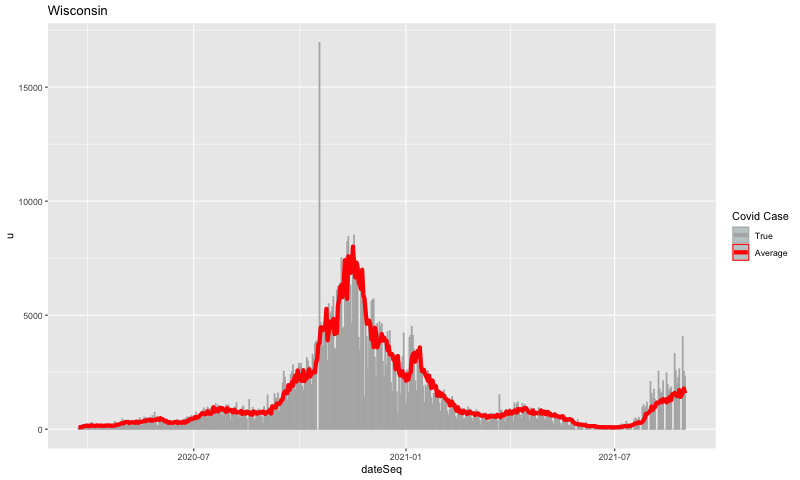 Wisconsin
15000
10000
5000
0
u
2020-07
2021-01
2021-07
dateSeq
Covid Case
True
Average